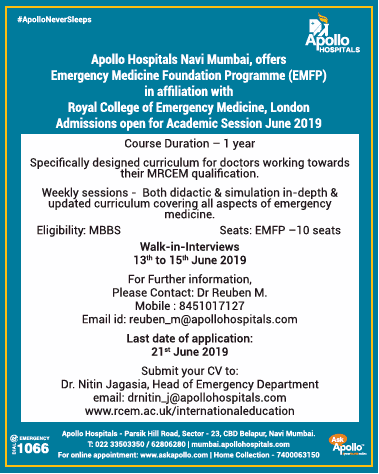 #ApolloNeverSleeps
Apollo
HOSPITALS
Apollo Hospitals Navi Mumbai, offers
Emergency Medicine Foundation Programme (EMFP)
in affiliation with
Royal College of Emergency Medicine, London
Admissions open for Academic Session June 2019
Course Duration – 1 year
Specifically designed curriculum for doctors working towards
their MRCEM qualification.
Weekly sessions - Both didactic & simulation in-depth &
updated curriculum covering all aspects of emergency
medicine.
Eligibility: MBBS Seats: EMFP –10 seats
Walk-in-Interviews
13th to 15th June 2019
For Further information,
Please Contact: Dr Reuben M.
Mobile : 8451017127
Email id: reuben_m@apollohospitals.com
Last date of application:
21st June 2019
Submit your CV to:
Dr. Nitin Jagasia, Head of Emergency Department
email: drnitin_j@apollohospitals.com
www.rcem.ac.uk/internationaleducation
EMERGENCY
DIAL 1066
Apollo Hospitals - Parsik Hill Road, Sector - 23, CBD Belapur, Navi Mumbai.
T: 022 33503350 / 62806280 | mumbai.apollohospitals.com
For online appointment: www.askapollo.com | Home Collection - 7400063150
Ask
Apollo